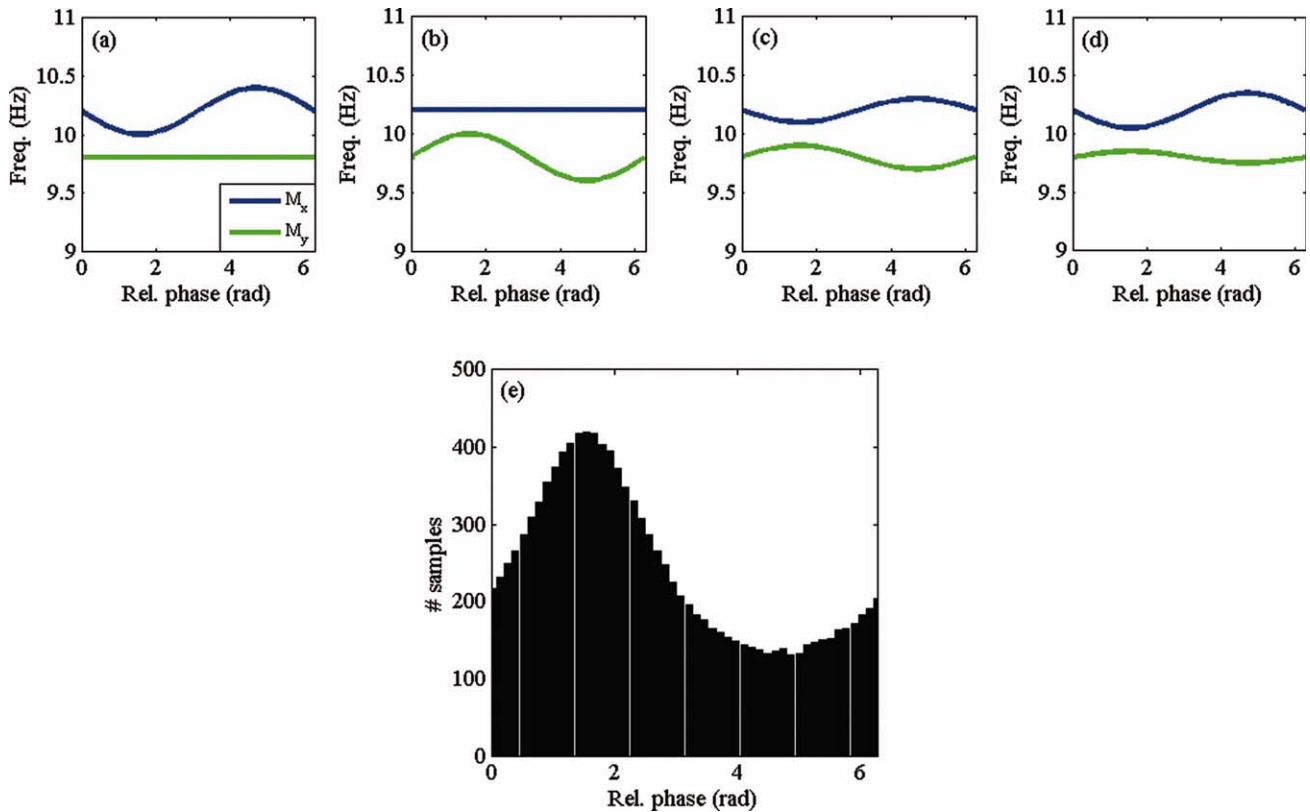 (a)
11
10.5
10
9.5
9
Freq. (Hz)
0 2 4 6
Rel. phase (rad)
M_x
M_y
(b)
11
10.5
10
9.5
9
Freq. (Hz)
0 2 4 6
Rel. phase (rad)
(c)
11
10.5
10
9.5
9
Freq. (Hz)
0 2 4 6
Rel. phase (rad)
(d)
11
10.5
10
9.5
9
Freq. (Hz)
0 2 4 6
Rel. phase (rad)
(e)
500
400
300
200
100
0
# samples
0 2 4 6
Rel. phase (rad)